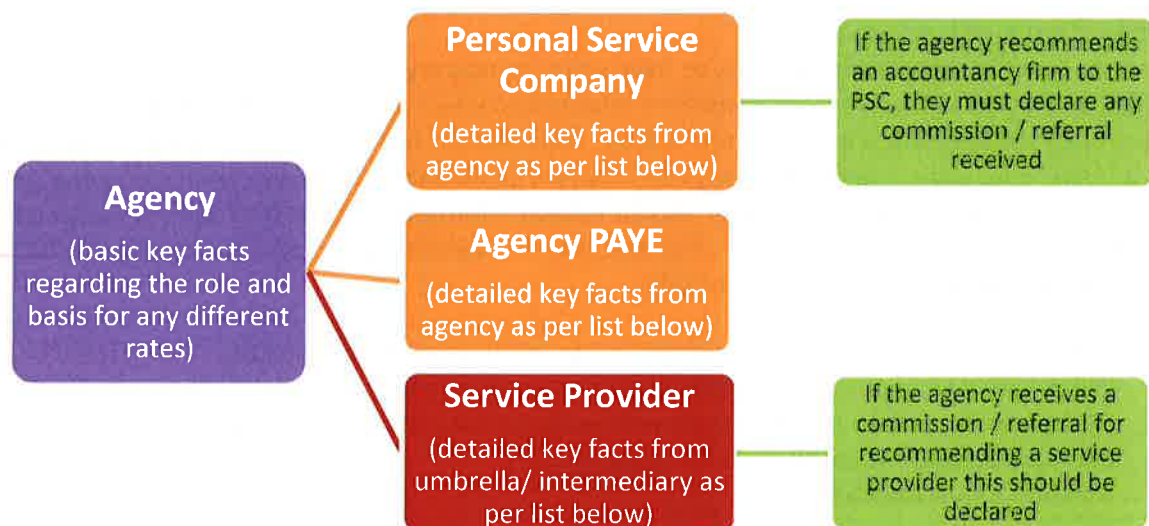 Agency
(basic key facts
regarding the role and
basis for any different
rates)
Personal Service
Company
(detailed key facts from
agency as per list below)
If the agency recommends
an accountancy firm to the
PSC, they must declare any
commission / referral
received
Agency PAYE
(detailed key facts from
agency as per list below)
Service Provider
(detailed key facts from
umbrella/ intermediary as
per list below)
If the agency receives a
commission / referral for
recommending a service
provider this should be
declared